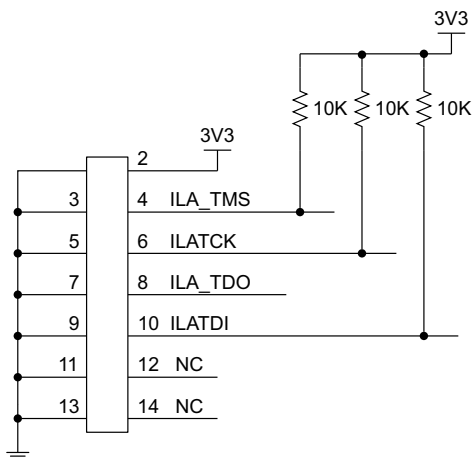 3V3
10K 10K 10K
3V3
2
3 4 ILA_TMS
5 6 ILATCK
7 8 ILA_TDO
9 10 ILATDI
11 12 NC
13 14 NC